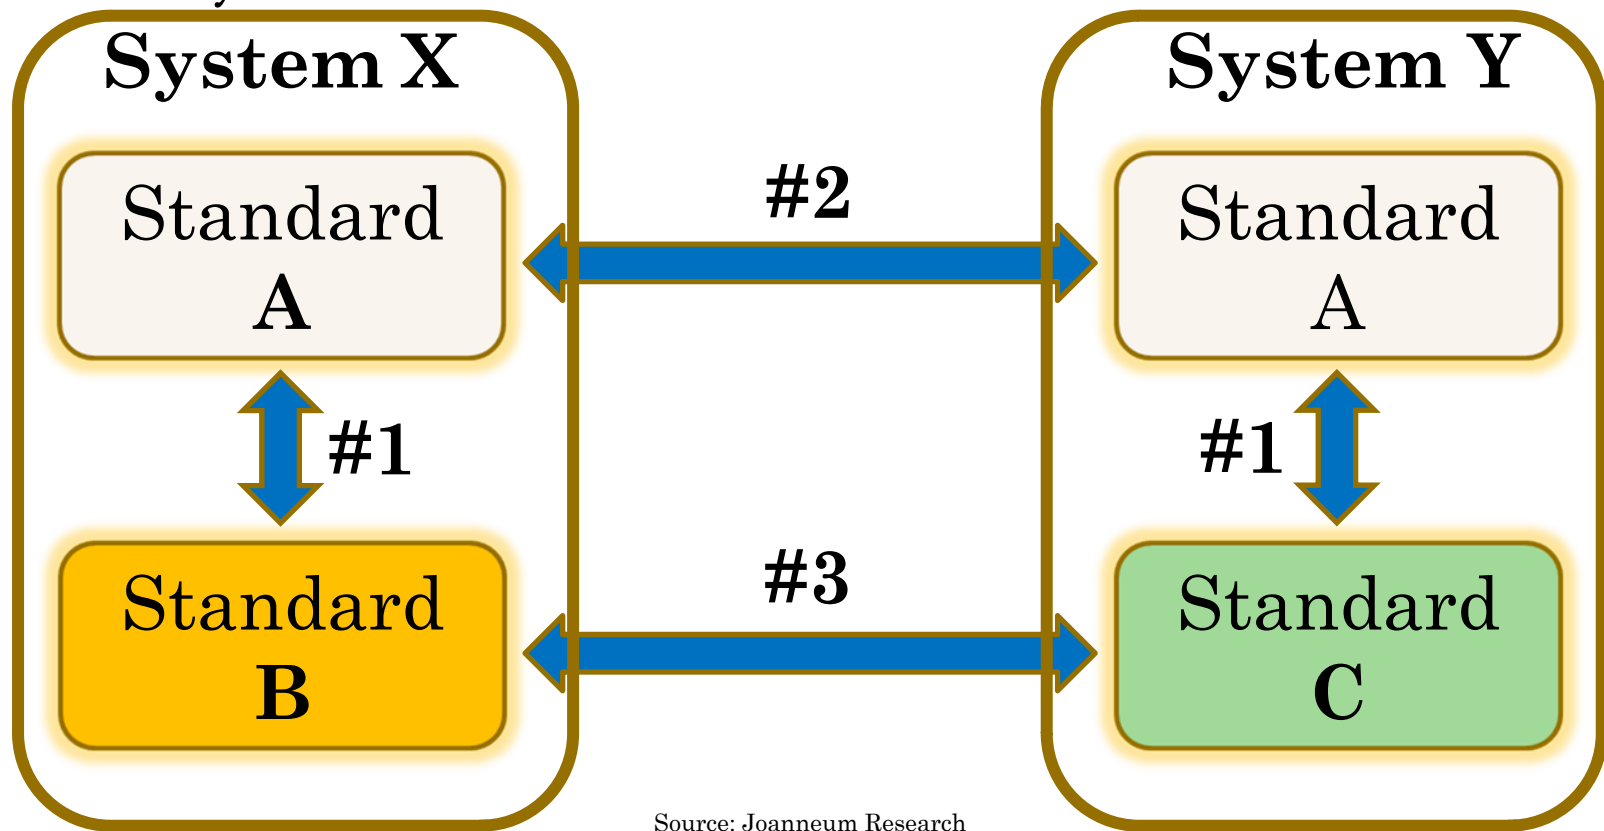 System X
System Y
Standard
A
Standard
A
#2
#1
#1
Standard
B
Standard
C
#3
Source: Joanneum Research